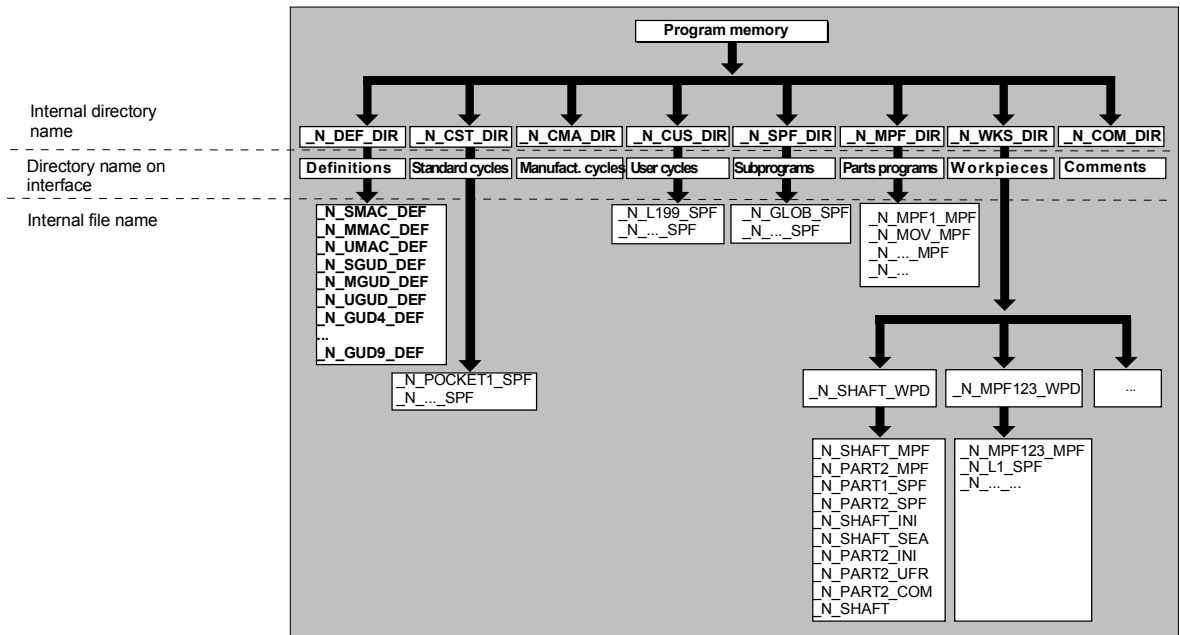 Program memory
Internal directory
name
_N_DEF_DIR _N_CST_DIR _N_CMA_DIR _N_CUS_DIR _N_SPF_DIR _N_MPF_DIR _N_WKS_DIR _N_COM_DIR
Directory name on
interface
Definitions Standard cycles Manufact. cycles User cycles Subprograms Parts programs Workpieces Comments
Internal file name
_N_SMAC_DEF
_N_MMAC_DEF
_N_UMAC_DEF
_N_SGUD_DEF
_N_MGUD_DEF
_N_UGUD_DEF
_N_GUD4_DEF
...
_N_GUD9_DEF
_N_POCKET1_SPF
_N_..._SPF
_N_L199_SPF
_N_..._SPF
_N_GLOB_SPF
_N_..._SPF
_N_MPF1_MPF
_N_MOV_MPF
_N_..._MPF
_N_...
_N_SHAFT_WPD
_N_MPF123_WPD
...
_N_SHAFT_MPF
_N_PART2_MPF
_N_PART1_SPF
_N_PART2_SPF
_N_SHAFT_INI
_N_SHAFT_SEA
_N_PART2_INI
_N_PART2_UFR
_N_PART2_COM
_N_SHAFT
_N_MPF123_MPF
_N_L1_SPF
_N_..._...